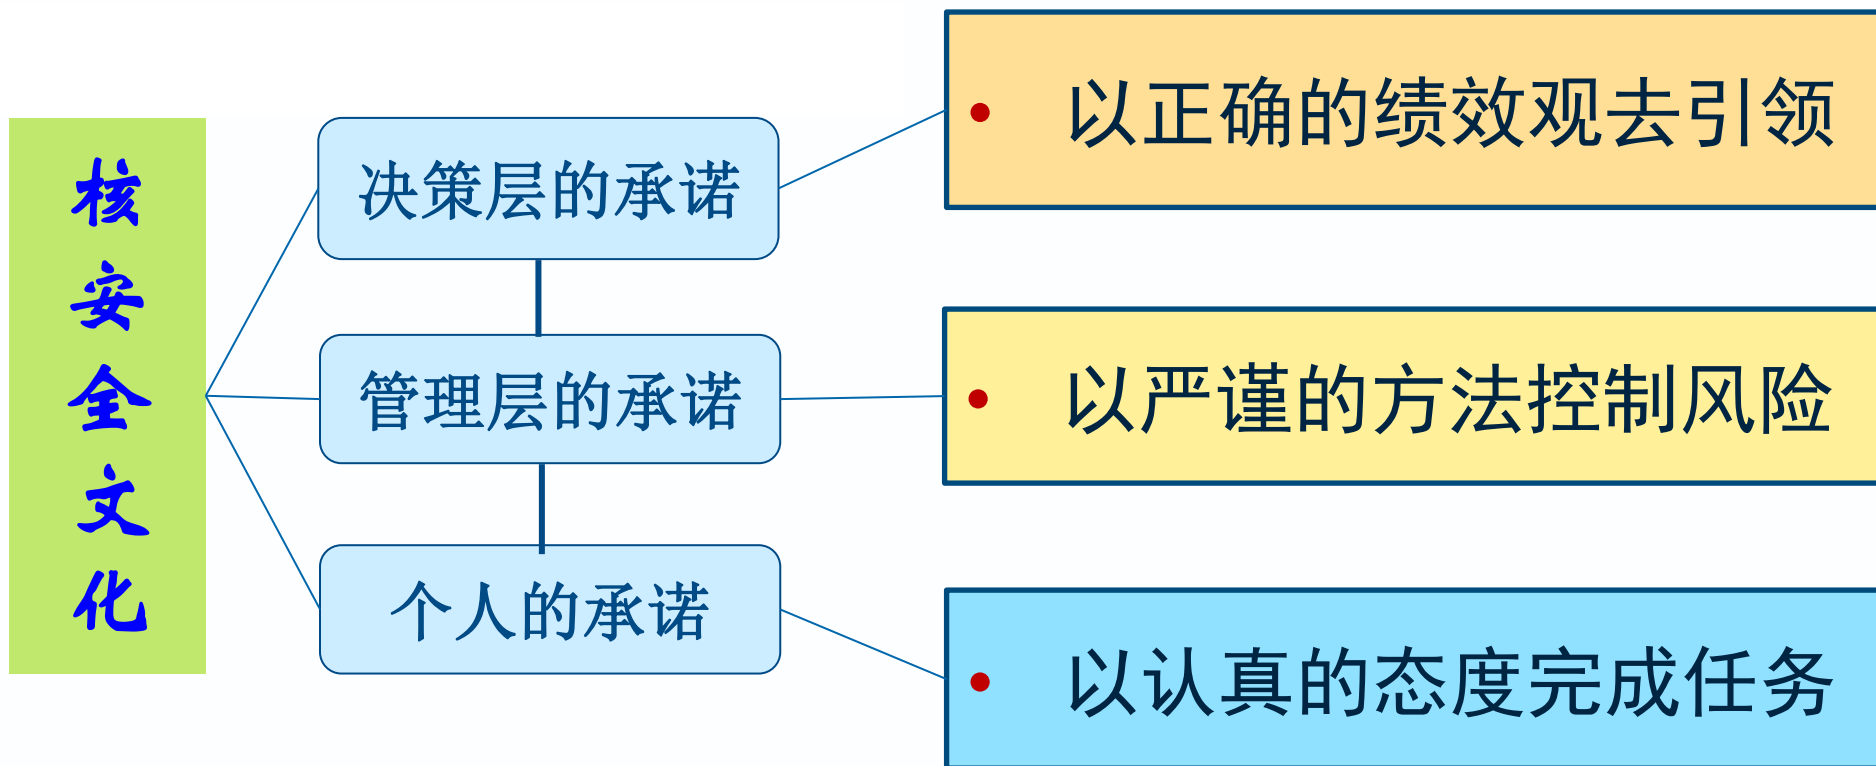 核安全文化
决策层的承诺
• 以正确的绩效观去引领
管理层的承诺
• 以严谨的方法控制风险
个人的承诺
• 以认真的态度完成任务